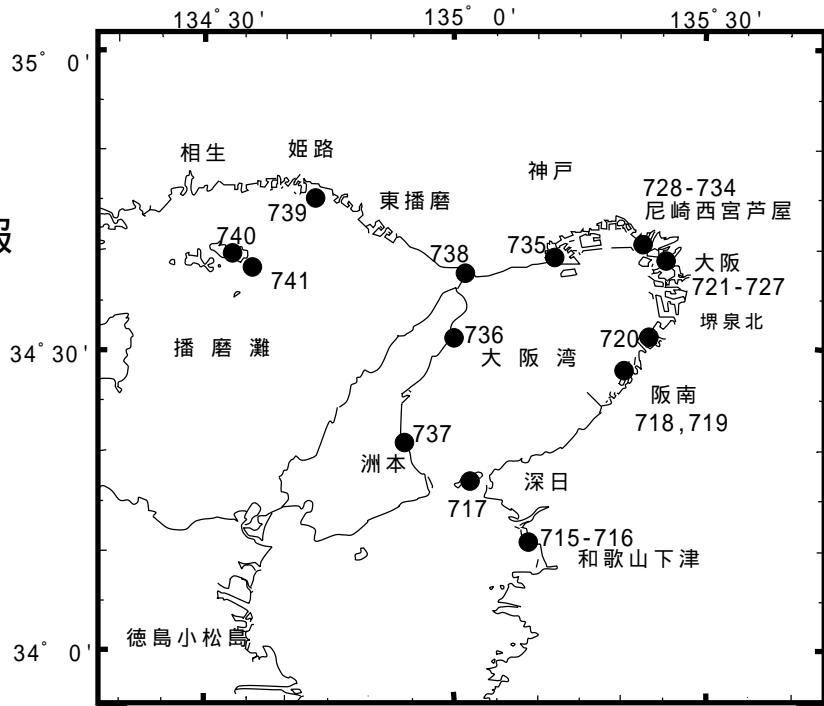 134° 30'
135° 0'
135° 30'
35° 0'
相生
姫路
神戸
728-734
尼崎西宮芦屋
739
東播磨
報
740
738
735
大阪
741
721-727
堺泉北
736
720
播磨灘
大阪湾
34° 30'
阪南
718,719
737
洲本
深日
717
715-716
和歌山下津
徳島小松島
34° 0'